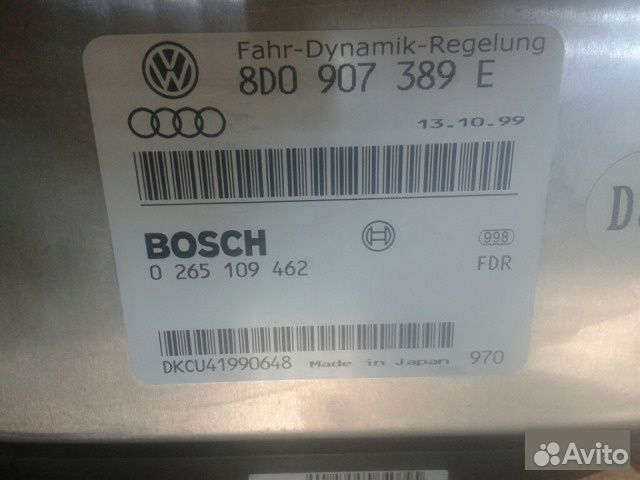 Fahr-Dynamik-Regelung
8D0 907 389 E
13.10.99
BOSCH
998
0 265 109 462
FDR
DKCU41990648 Made in Japan 970
D
Avito